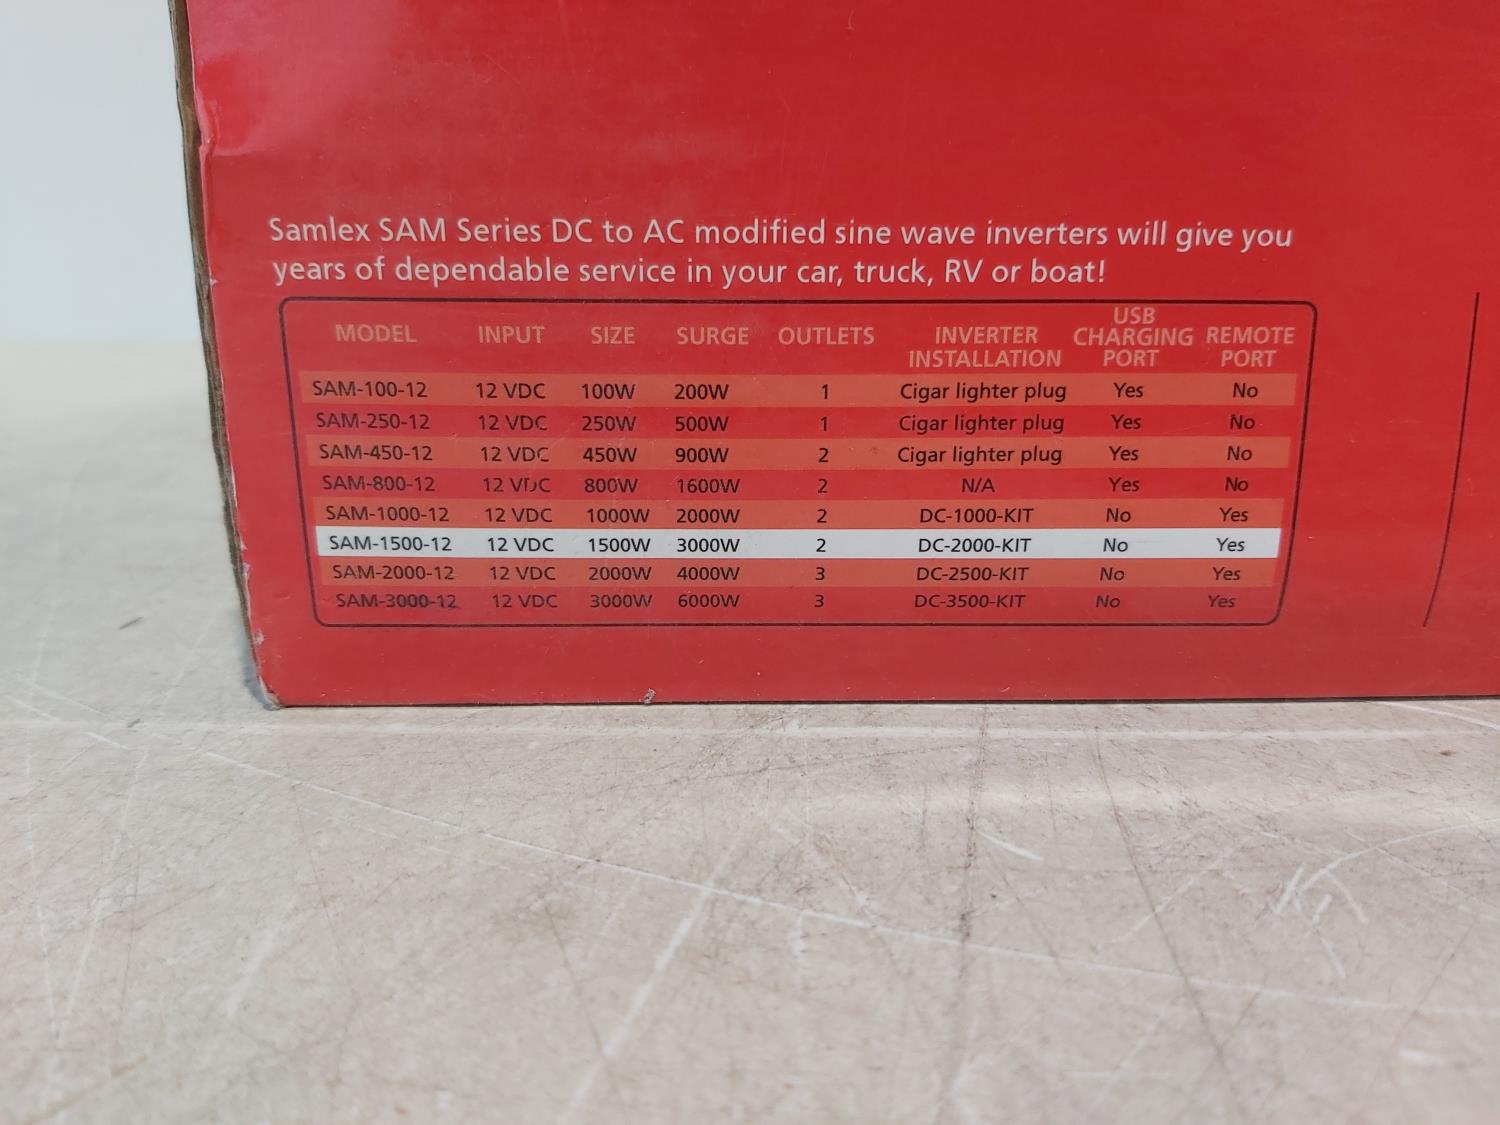 Samlex SAM Series DC to AC modified sine wave inverters will give you
years of dependable service in your car, truck, RV or boat!
MODEL INPUT SIZE SURGE OUTLETS INVERTER INSTALLATION USB CHARGING PORT REMOTE PORT
SAM-100-12 12 VDC 100W 200W 1 Cigar lighter plug Yes No
SAM-250-12 12 VDC 250W 500W 1 Cigar lighter plug Yes No
SAM-450-12 12 VDC 450W 900W 2 Cigar lighter plug Yes No
SAM-800-12 12 VDC 800W 1600W 2 N/A Yes No
SAM-1000-12 12 VDC 1000W 2000W 2 DC-1000-KIT No Yes
SAM-1500-12 12 VDC 1500W 3000W 2 DC-2000-KIT No Yes
SAM-2000-12 12 VDC 2000W 4000W 3 DC-2500-KIT No Yes
SAM-3000-12 12 VDC 3000W 6000W 3 DC-3500-KIT No Yes